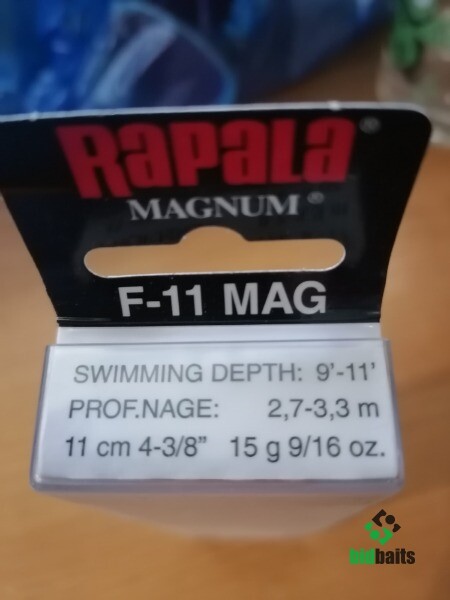 Rapala®
MAGNUM®
F-11 MAG
SWIMMING DEPTH: 9'-11'
PROF.NAGE: 2,7-3,3 m
11 cm 4-3/8" 15 g 9/16 oz.
bidbaits